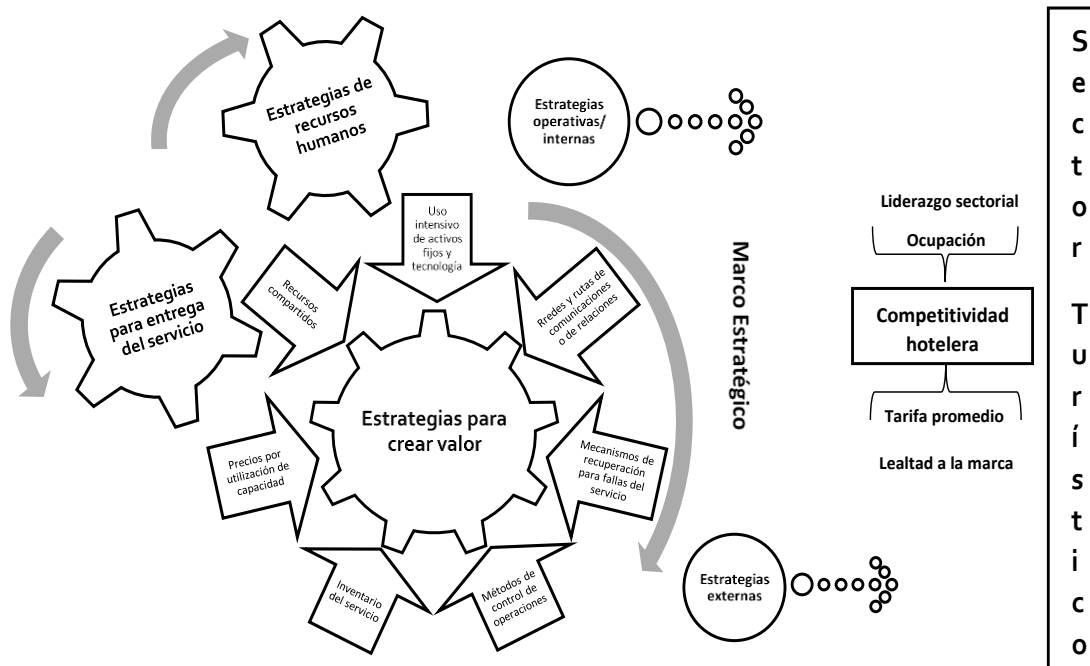 Estrategias de
recursos
humanos
Estrategias
operativas/
internas
Estrategias
para entrega
del servicio
Uso
intensivo
de activos
fijos y
tecnología
Recursos
compartidos
Rredes y rutas de
comunicaciones
o de relaciones
Estrategias para
crear valor
Precios por
utilización de
capacidad
Mecanismos de
recuperación
para fallas del
servicio
Inventario
del servicio
Métodos de
control de
operaciones
Estrategias
externas
Marco Estratégico
Liderazgo sectorial
Ocupación
Competitividad
hotelera
Tarifa promedio
Lealtad a la marca
Sector Turístico